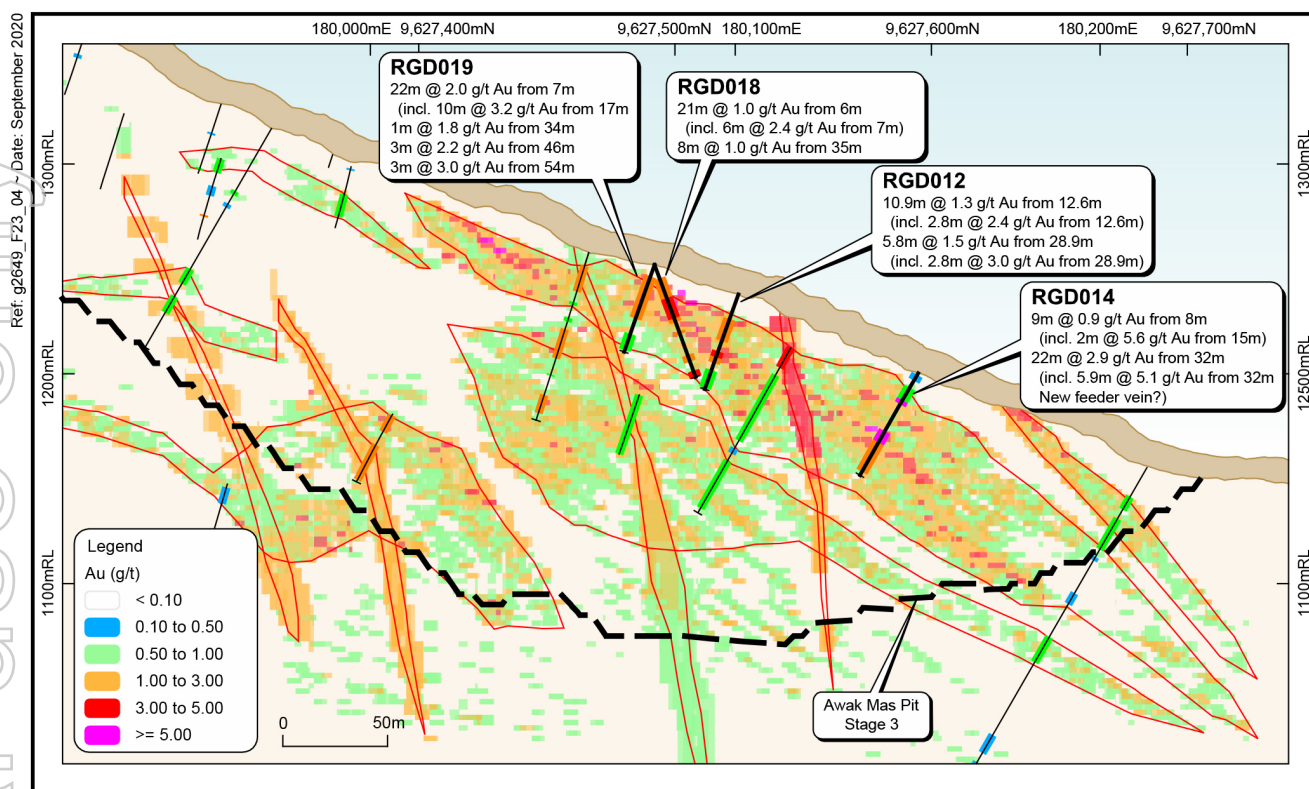 Ref: g2649_F23_04 ~ Date: September 2020
180,000mE 9,627,400mN 9,627,500mN 180,100mE 9,627,600mN 180,200mE 9,627,700mN
1300mRL
1200mRL
1100mRL
1300mRL
12500mRL
1100mRL
RGD019
22m @ 2.0 g/t Au from 7m
(incl. 10m @ 3.2 g/t Au from 17m
1m @ 1.8 g/t Au from 34m
3m @ 2.2 g/t Au from 46m
3m @ 3.0 g/t Au from 54m
RGD018
21m @ 1.0 g/t Au from 6m
(incl. 6m @ 2.4 g/t Au from 7m)
8m @ 1.0 g/t Au from 35m
RGD012
10.9m @ 1.3 g/t Au from 12.6m
(incl. 2.8m @ 2.4 g/t Au from 12.6m)
5.8m @ 1.5 g/t Au from 28.9m
(incl. 2.8m @ 3.0 g/t Au from 28.9m)
RGD014
9m @ 0.9 g/t Au from 8m
(incl. 2m @ 5.6 g/t Au from 15m)
22m @ 2.9 g/t Au from 32m
(incl. 5.9m @ 5.1 g/t Au from 32m
New feeder vein?)
Legend
Au (g/t)
< 0.10
0.10 to 0.50
0.50 to 1.00
1.00 to 3.00
3.00 to 5.00
>= 5.00
0 50m
Awak Mas Pit
Stage 3